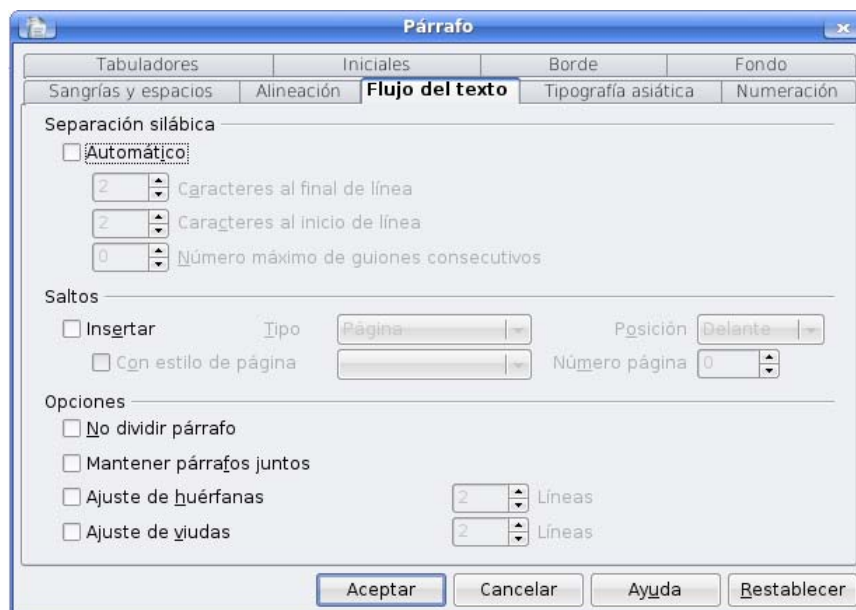 Párrafo
Tabuladores Iniciales Borde Fondo
Sangrías y espacios Alineación Flujo del texto Tipografía asiática Numeración
Separación silábica
Automático
2 Caracteres al final de línea
2 Caracteres al inicio de línea
0 Número máximo de guiones consecutivos
Saltos
Insertar Tipo Página Posición Delante
Con estilo de página Número página 0
Opciones
No dividir párrafo
Mantener párrafos juntos
Ajuste de huérfanas 2 Líneas
Ajuste de viudas 2 Líneas
Aceptar Cancelar Ayuda Restablecer